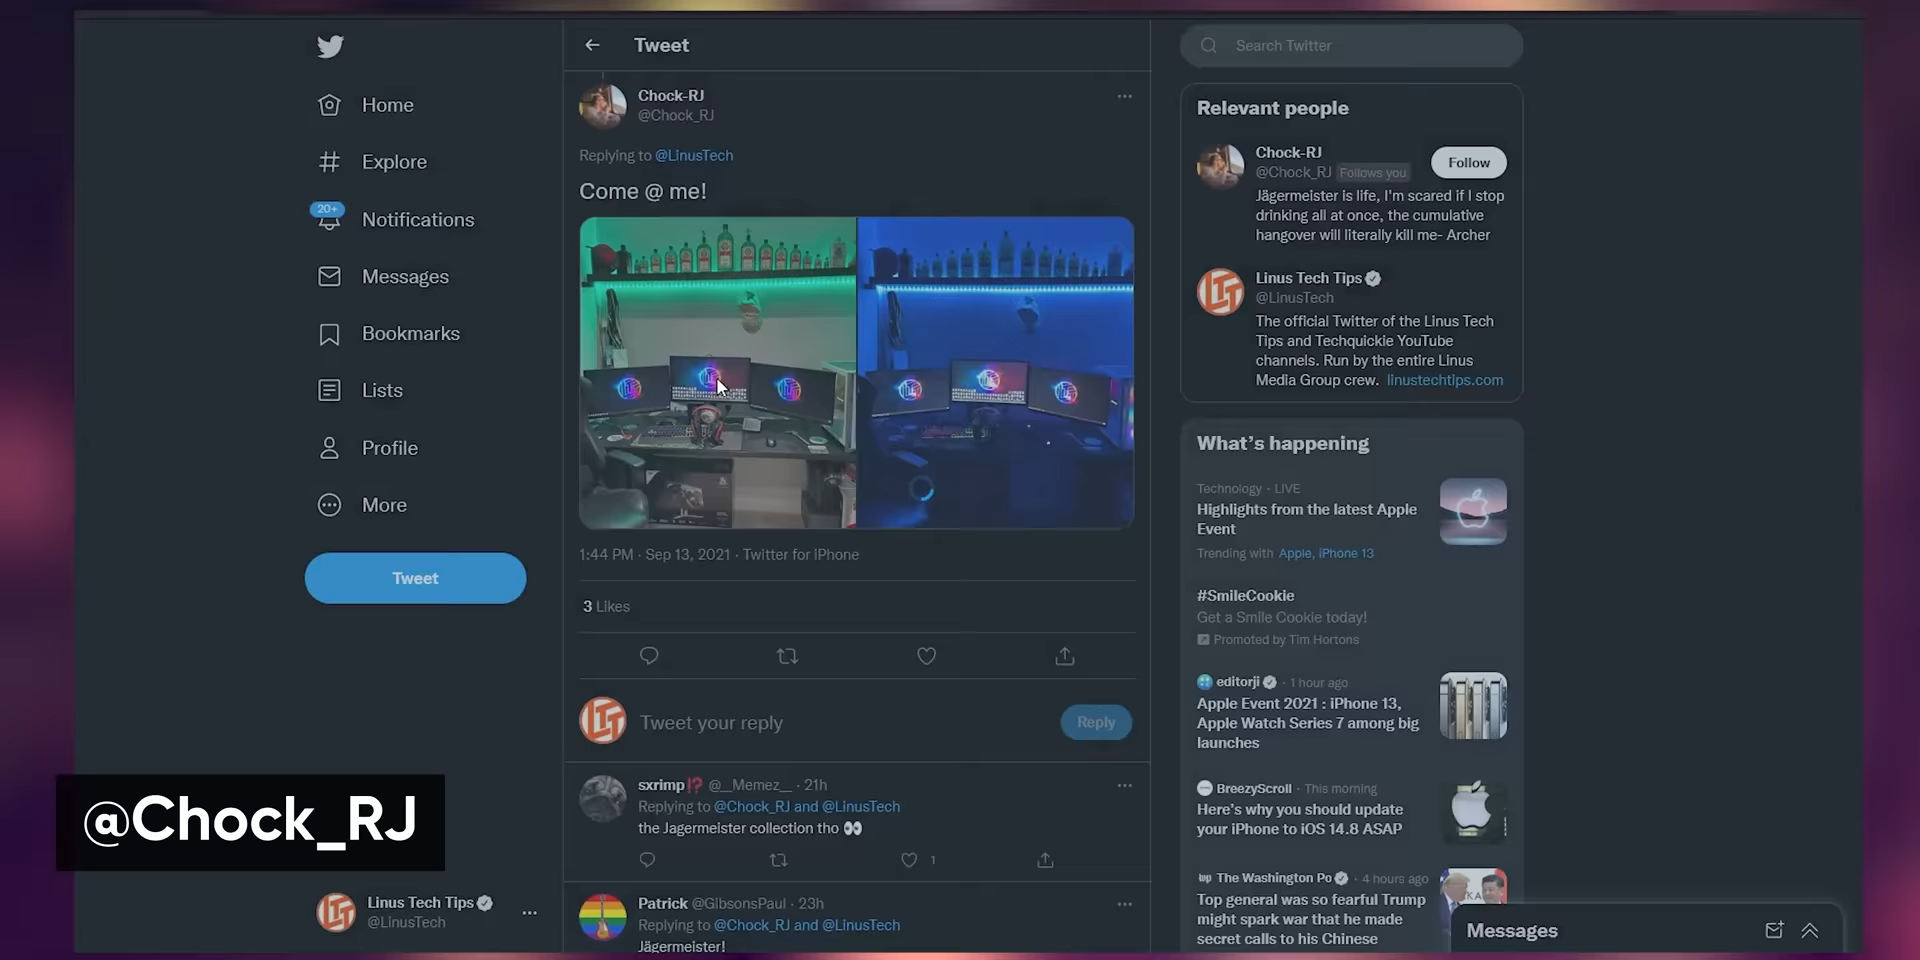 Home
Explore
20+
Notifications
Messages
Bookmarks
Lists
Profile
More
Tweet
Linus Tech Tips
@LinusTech
@Chock_RJ
Tweet
Chock-RJ
@Chock_RJ
Replying to @LinusTech
Come @ me!
1:44 PM · Sep 13, 2021 · Twitter for iPhone
3 Likes
Tweet your reply
Reply
sxrimp⁉️ @__Memez__ · 21h
Replying to @Chock_RJ and @LinusTech
the Jagermeister collection tho 👀
1
Patrick @GibsonsPaul · 23h
Replying to @Chock_RJ and @LinusTech
Jägermeister!
Search Twitter
Relevant people
Chock-RJ
@Chock_RJ Follows you
Follow
Jägermeister is life, I'm scared if I stop
drinking all at once, the cumulative
hangover will literally kill me- Archer
Linus Tech Tips
@LinusTech
The official Twitter of the Linus Tech
Tips and Techquickie YouTube
channels. Run by the entire Linus
Media Group crew. linustechtips.com
What's happening
Technology · LIVE
Highlights from the latest Apple
Event
Trending with Apple, iPhone 13
#SmileCookie
Get a Smile Cookie today!
Promoted by Tim Hortons
editorji · 1 hour ago
Apple Event 2021 : iPhone 13,
Apple Watch Series 7 among big
launches
BreezyScroll · This morning
Here's why you should update
your iPhone to iOS 14.8 ASAP
The Washington Po · 4 hours ago
Top general was so fearful Trump
might spark war that he made
secret calls to his Chinese
Messages